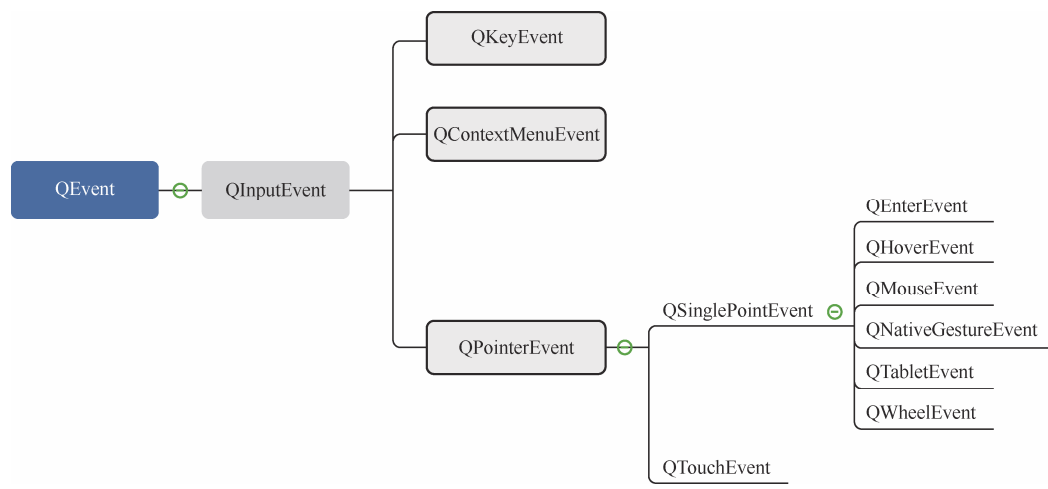 QKeyEvent
QContextMenuEvent
QEvent
QInputEvent
QEnterEvent
QHoverEvent
QMouseEvent
QSinglePointEvent
QNativeGestureEvent
QPointerEvent
QTabletEvent
QWheelEvent
QTouchEvent